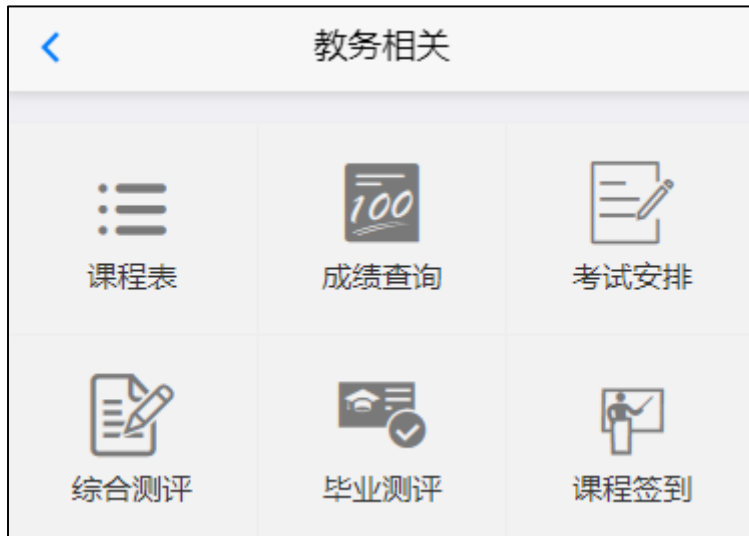 教务相关
课程表
100
成绩查询
考试安排
综合测评
毕业测评
课程签到